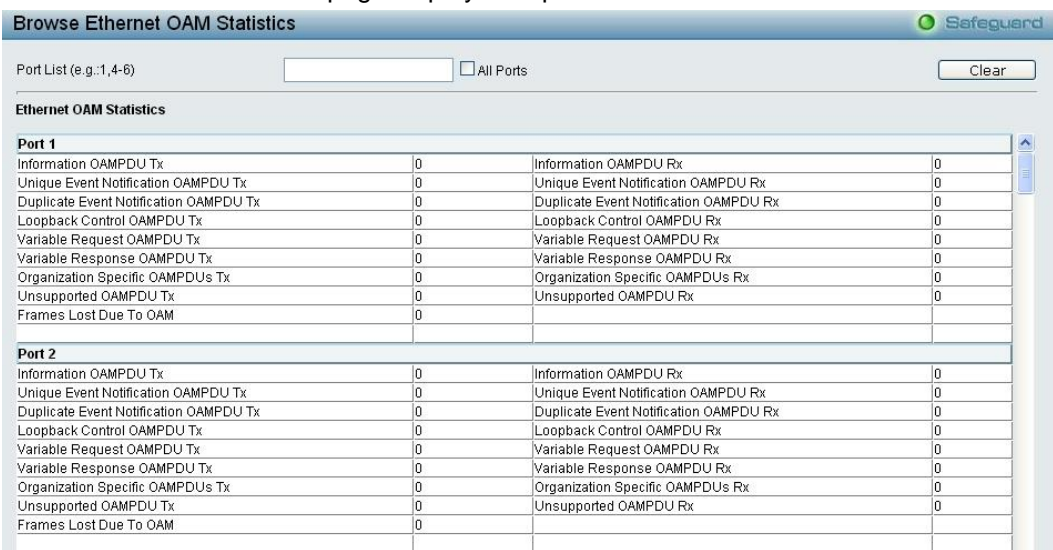 Browse Ethernet OAM Statistics Safeguard
Port List (e.g.:1,4-6) All Ports Clear
Ethernet OAM Statistics
Port 1
Information OAMPDU Tx 0 Information OAMPDU Rx 0
Unique Event Notification OAMPDU Tx 0 Unique Event Notification OAMPDU Rx 0
Duplicate Event Notification OAMPDU Tx 0 Duplicate Event Notification OAMPDU Rx 0
Loopback Control OAMPDU Tx 0 Loopback Control OAMPDU Rx 0
Variable Request OAMPDU Tx 0 Variable Request OAMPDU Rx 0
Variable Response OAMPDU Tx 0 Variable Response OAMPDU Rx 0
Organization Specific OAMPDUs Tx 0 Organization Specific OAMPDUs Rx 0
Unsupported OAMPDU Tx 0 Unsupported OAMPDU Rx 0
Frames Lost Due To OAM 0
Port 2
Information OAMPDU Tx 0 Information OAMPDU Rx 0
Unique Event Notification OAMPDU Tx 0 Unique Event Notification OAMPDU Rx 0
Duplicate Event Notification OAMPDU Tx 0 Duplicate Event Notification OAMPDU Rx 0
Loopback Control OAMPDU Tx 0 Loopback Control OAMPDU Rx 0
Variable Request OAMPDU Tx 0 Variable Request OAMPDU Rx 0
Variable Response OAMPDU Tx 0 Variable Response OAMPDU Rx 0
Organization Specific OAMPDUs Tx 0 Organization Specific OAMPDUs Rx 0
Unsupported OAMPDU Tx 0 Unsupported OAMPDU Rx 0
Frames Lost Due To OAM 0